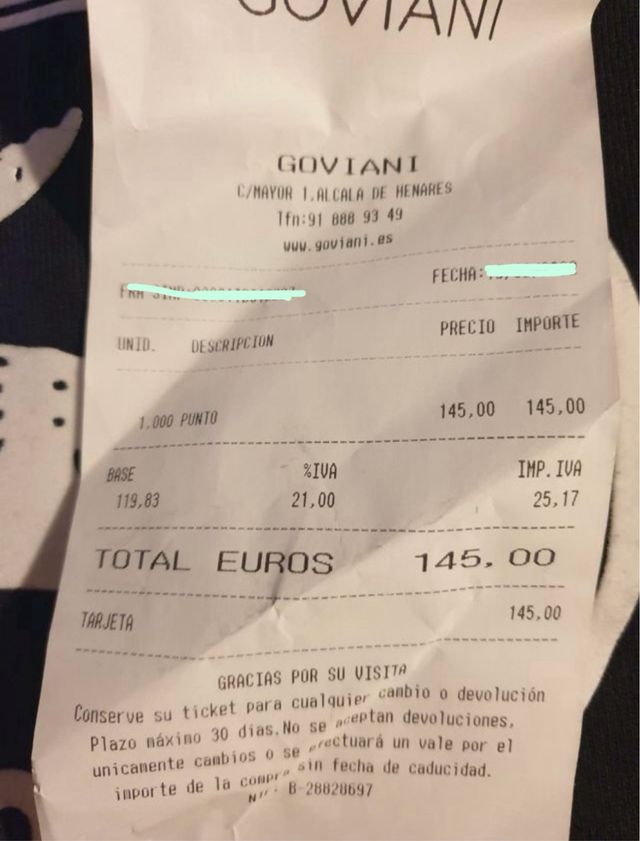 GOVIANI
GOVIANI
C/MAYOR 1.ALCALA DE HENARES
Tfn:91 888 93 49
www.goviani.es
FECHA:
UNID. DESCRIPCION PRECIO IMPORTE
1.000 PUNTO 145,00 145,00
BASE %IVA IMP.IVA
119,83 21,00 25,17
TOTAL EUROS 145,00
TARJETA 145,00
GRACIAS POR SU VISITA
Conserve su ticket para cualquier cambio o devolución
Plazo máximo 30 dias.No se aceptan devoluciones,
unicamente cambios o se efectuará un vale por el
importe de la compra sin fecha de caducidad.
B-28828697